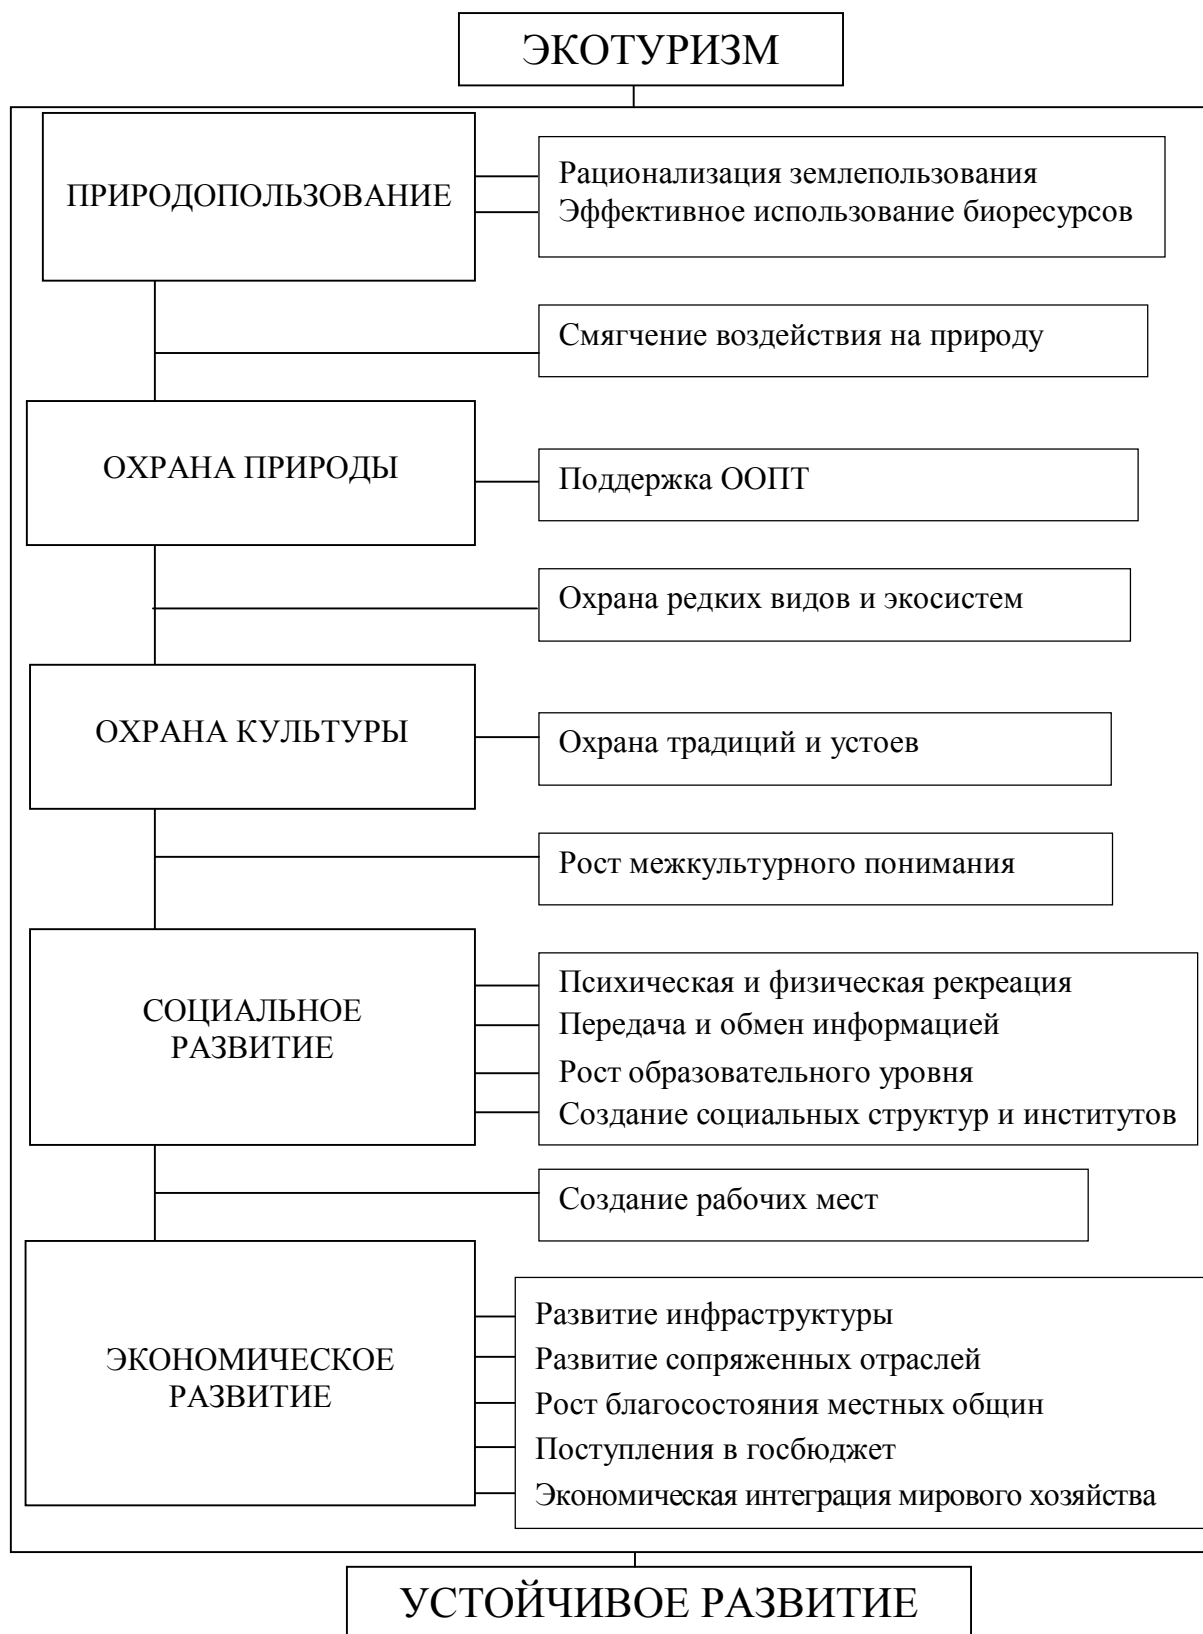 ЭКОТУРИЗМ
ПРИРОДОПОЛЬЗОВАНИЕ
Рационализация землепользования
Эффективное использование биоресурсов
Смягчение воздействия на природу
ОХРАНА ПРИРОДЫ
Поддержка ООПТ
Охрана редких видов и экосистем
ОХРАНА КУЛЬТУРЫ
Охрана традиций и устоев
Рост межкультурного понимания
СОЦИАЛЬНОЕ
РАЗВИТИЕ
Психическая и физическая рекреация
Передача и обмен информацией
Рост образовательного уровня
Создание социальных структур и институтов
Создание рабочих мест
ЭКОНОМИЧЕСКОЕ
РАЗВИТИЕ
Развитие инфраструктуры
Развитие сопряженных отраслей
Рост благосостояния местных общин
Поступления в госбюджет
Экономическая интеграция мирового хозяйства
УСТОЙЧИВОЕ РАЗВИТИЕ